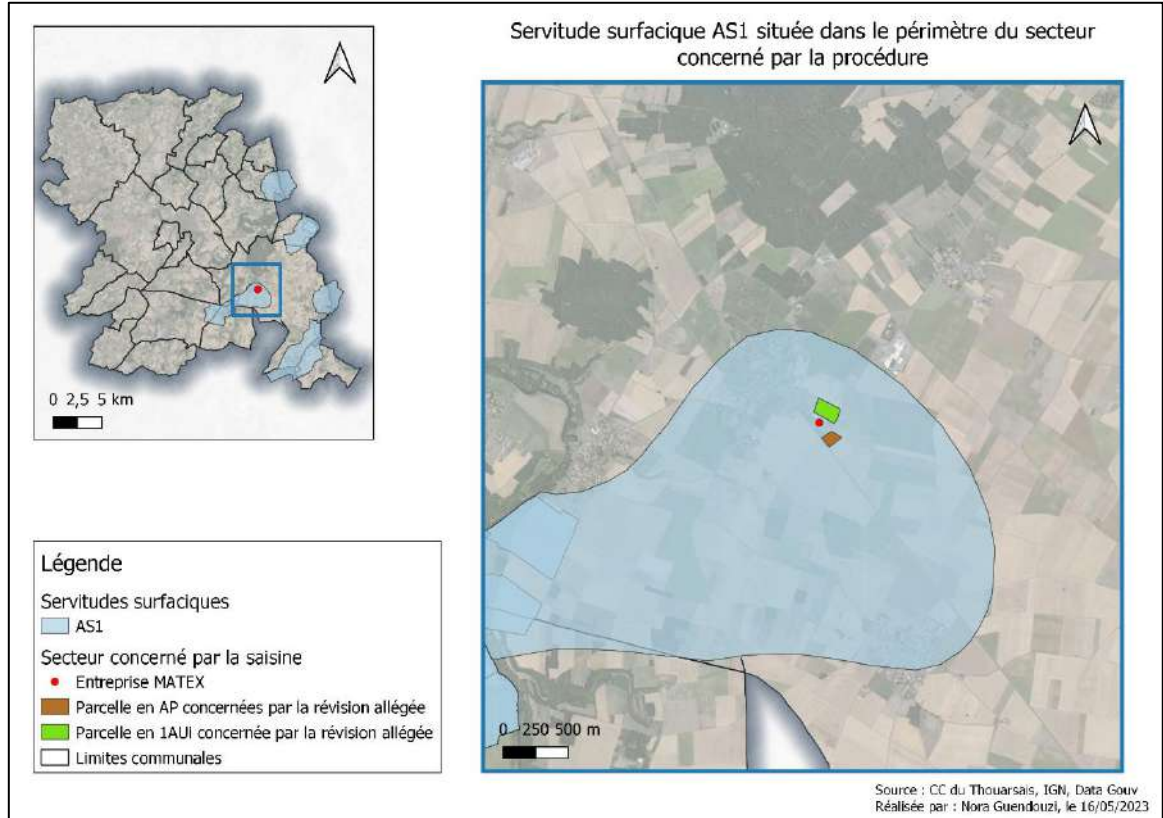 Servitude surfacique AS1 située dans le périmètre du secteur
concerné par la procédure
0 2,5 5 km
Légende
Servitudes surfaciques
AS1
Secteur concerné par la saisine
Entreprise MATEX
Parcelle en AP concernées par la révision allégée
Parcelle en 1AUi concernée par la révision allégée
Limites communales
0 250 500 m
Source : CC du Thouarsais, IGN, Data Gouv
Réalisée par : Nora Guendouzi, le 16/05/2023